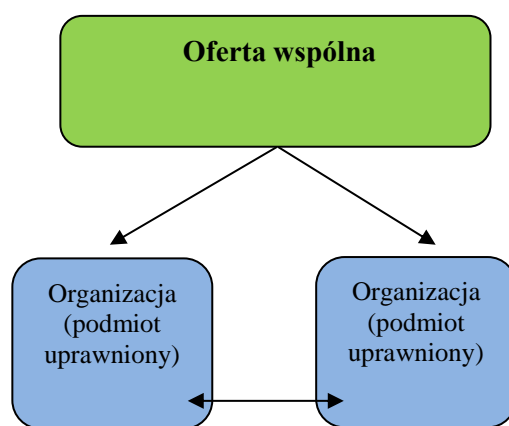 Oferta wspólna
Organizacja
(podmiot
uprawniony)
Organizacja
(podmiot
uprawniony)